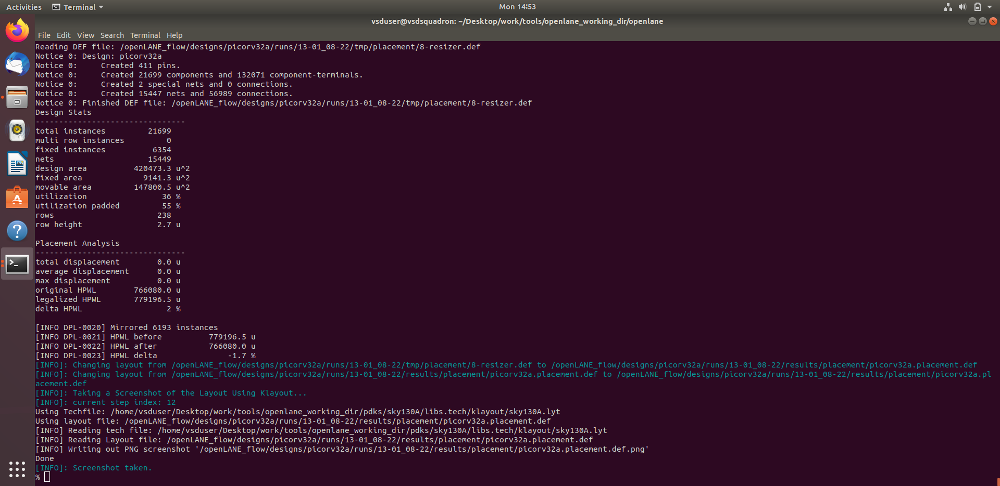 Activities Terminal Mon 14:53
vsduser@vsdsquadron: ~/Desktop/work/tools/openlane_working_dir/openlane
File Edit View Search Terminal Help
Reading DEF file: /openLANE_flow/designs/picorv32a/runs/13-01_08-22/tmp/placement/8-resizer.def
Notice 0: Design: picorv32a
Notice 0:     Created 411 pins.
Notice 0:     Created 21699 components and 132071 component-terminals.
Notice 0:     Created 2 special nets and 0 connections.
Notice 0:     Created 15447 nets and 56989 connections.
Notice 0: Finished DEF file: /openLANE_flow/designs/picorv32a/runs/13-01_08-22/tmp/placement/8-resizer.def
Design Stats
--------------------------------
total instances         21699
multi row instances         0
fixed instances          6354
nets                    15449
design area          420473.3 u^2
fixed area             9141.3 u^2
movable area         147800.5 u^2
utilization                36 %
utilization padded         55 %
rows                      238
row height                2.7 u
Placement Analysis
--------------------------------
total displacement        0.0 u
average displacement      0.0 u
max displacement          0.0 u
original HPWL        766080.0 u
legalized HPWL       779196.5 u
delta HPWL                  2 %
[INFO DPL-0020] Mirrored 6193 instances
[INFO DPL-0021] HPWL before          779196.5 u
[INFO DPL-0022] HPWL after           766080.0 u
[INFO DPL-0023] HPWL delta               -1.7 %
[INFO]: Changing layout from /openLANE_flow/designs/picorv32a/runs/13-01_08-22/tmp/placement/8-resizer.def to /openLANE_flow/designs/picorv32a/runs/13-01_08-22/results/placement/picorv32a.placement.def
[INFO]: Changing layout from /openLANE_flow/designs/picorv32a/runs/13-01_08-22/results/placement/picorv32a.placement.def to /openLANE_flow/designs/picorv32a/runs/13-01_08-22/results/placement/picorv32a.pl
acement.def
[INFO]: Taking a Screenshot of the Layout Using Klayout...
[INFO]: current step index: 12
Using Techfile: /home/vsduser/Desktop/work/tools/openlane_working_dir/pdks/sky130A/libs.tech/klayout/sky130A.lyt
Using layout file: /openLANE_flow/designs/picorv32a/runs/13-01_08-22/results/placement/picorv32a.placement.def
[INFO] Reading tech file: /home/vsduser/Desktop/work/tools/openlane_working_dir/pdks/sky130A/libs.tech/klayout/sky130A.lyt
[INFO] Reading Layout file: /openLANE_flow/designs/picorv32a/runs/13-01_08-22/results/placement/picorv32a.placement.def
[INFO] Writing out PNG screenshot '/openLANE_flow/designs/picorv32a/runs/13-01_08-22/results/placement/picorv32a.placement.def.png'
Done
[INFO]: Screenshot taken.
%